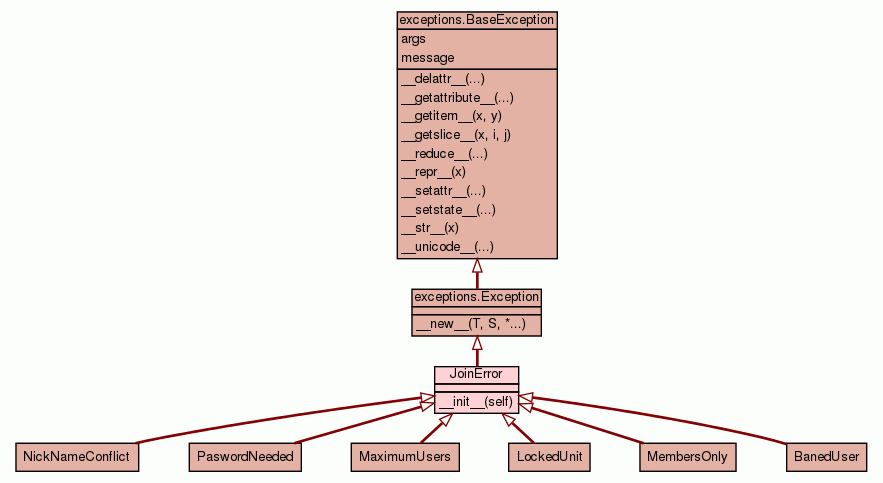 exceptions.BaseException
args
message
__delattr__(...)
__getattribute__(...)
__getitem__(x, y)
__getslice__(x, i, j)
__reduce__(...)
__repr__(x)
__setattr__(...)
__setstate__(...)
__str__(x)
__unicode__(...)
exceptions.Exception
__new__(T, S, *...)
JoinError
__init__(self)
NickNameConflict
PaswordNeeded
MaximumUsers
LockedUnit
MembersOnly
BanedUser